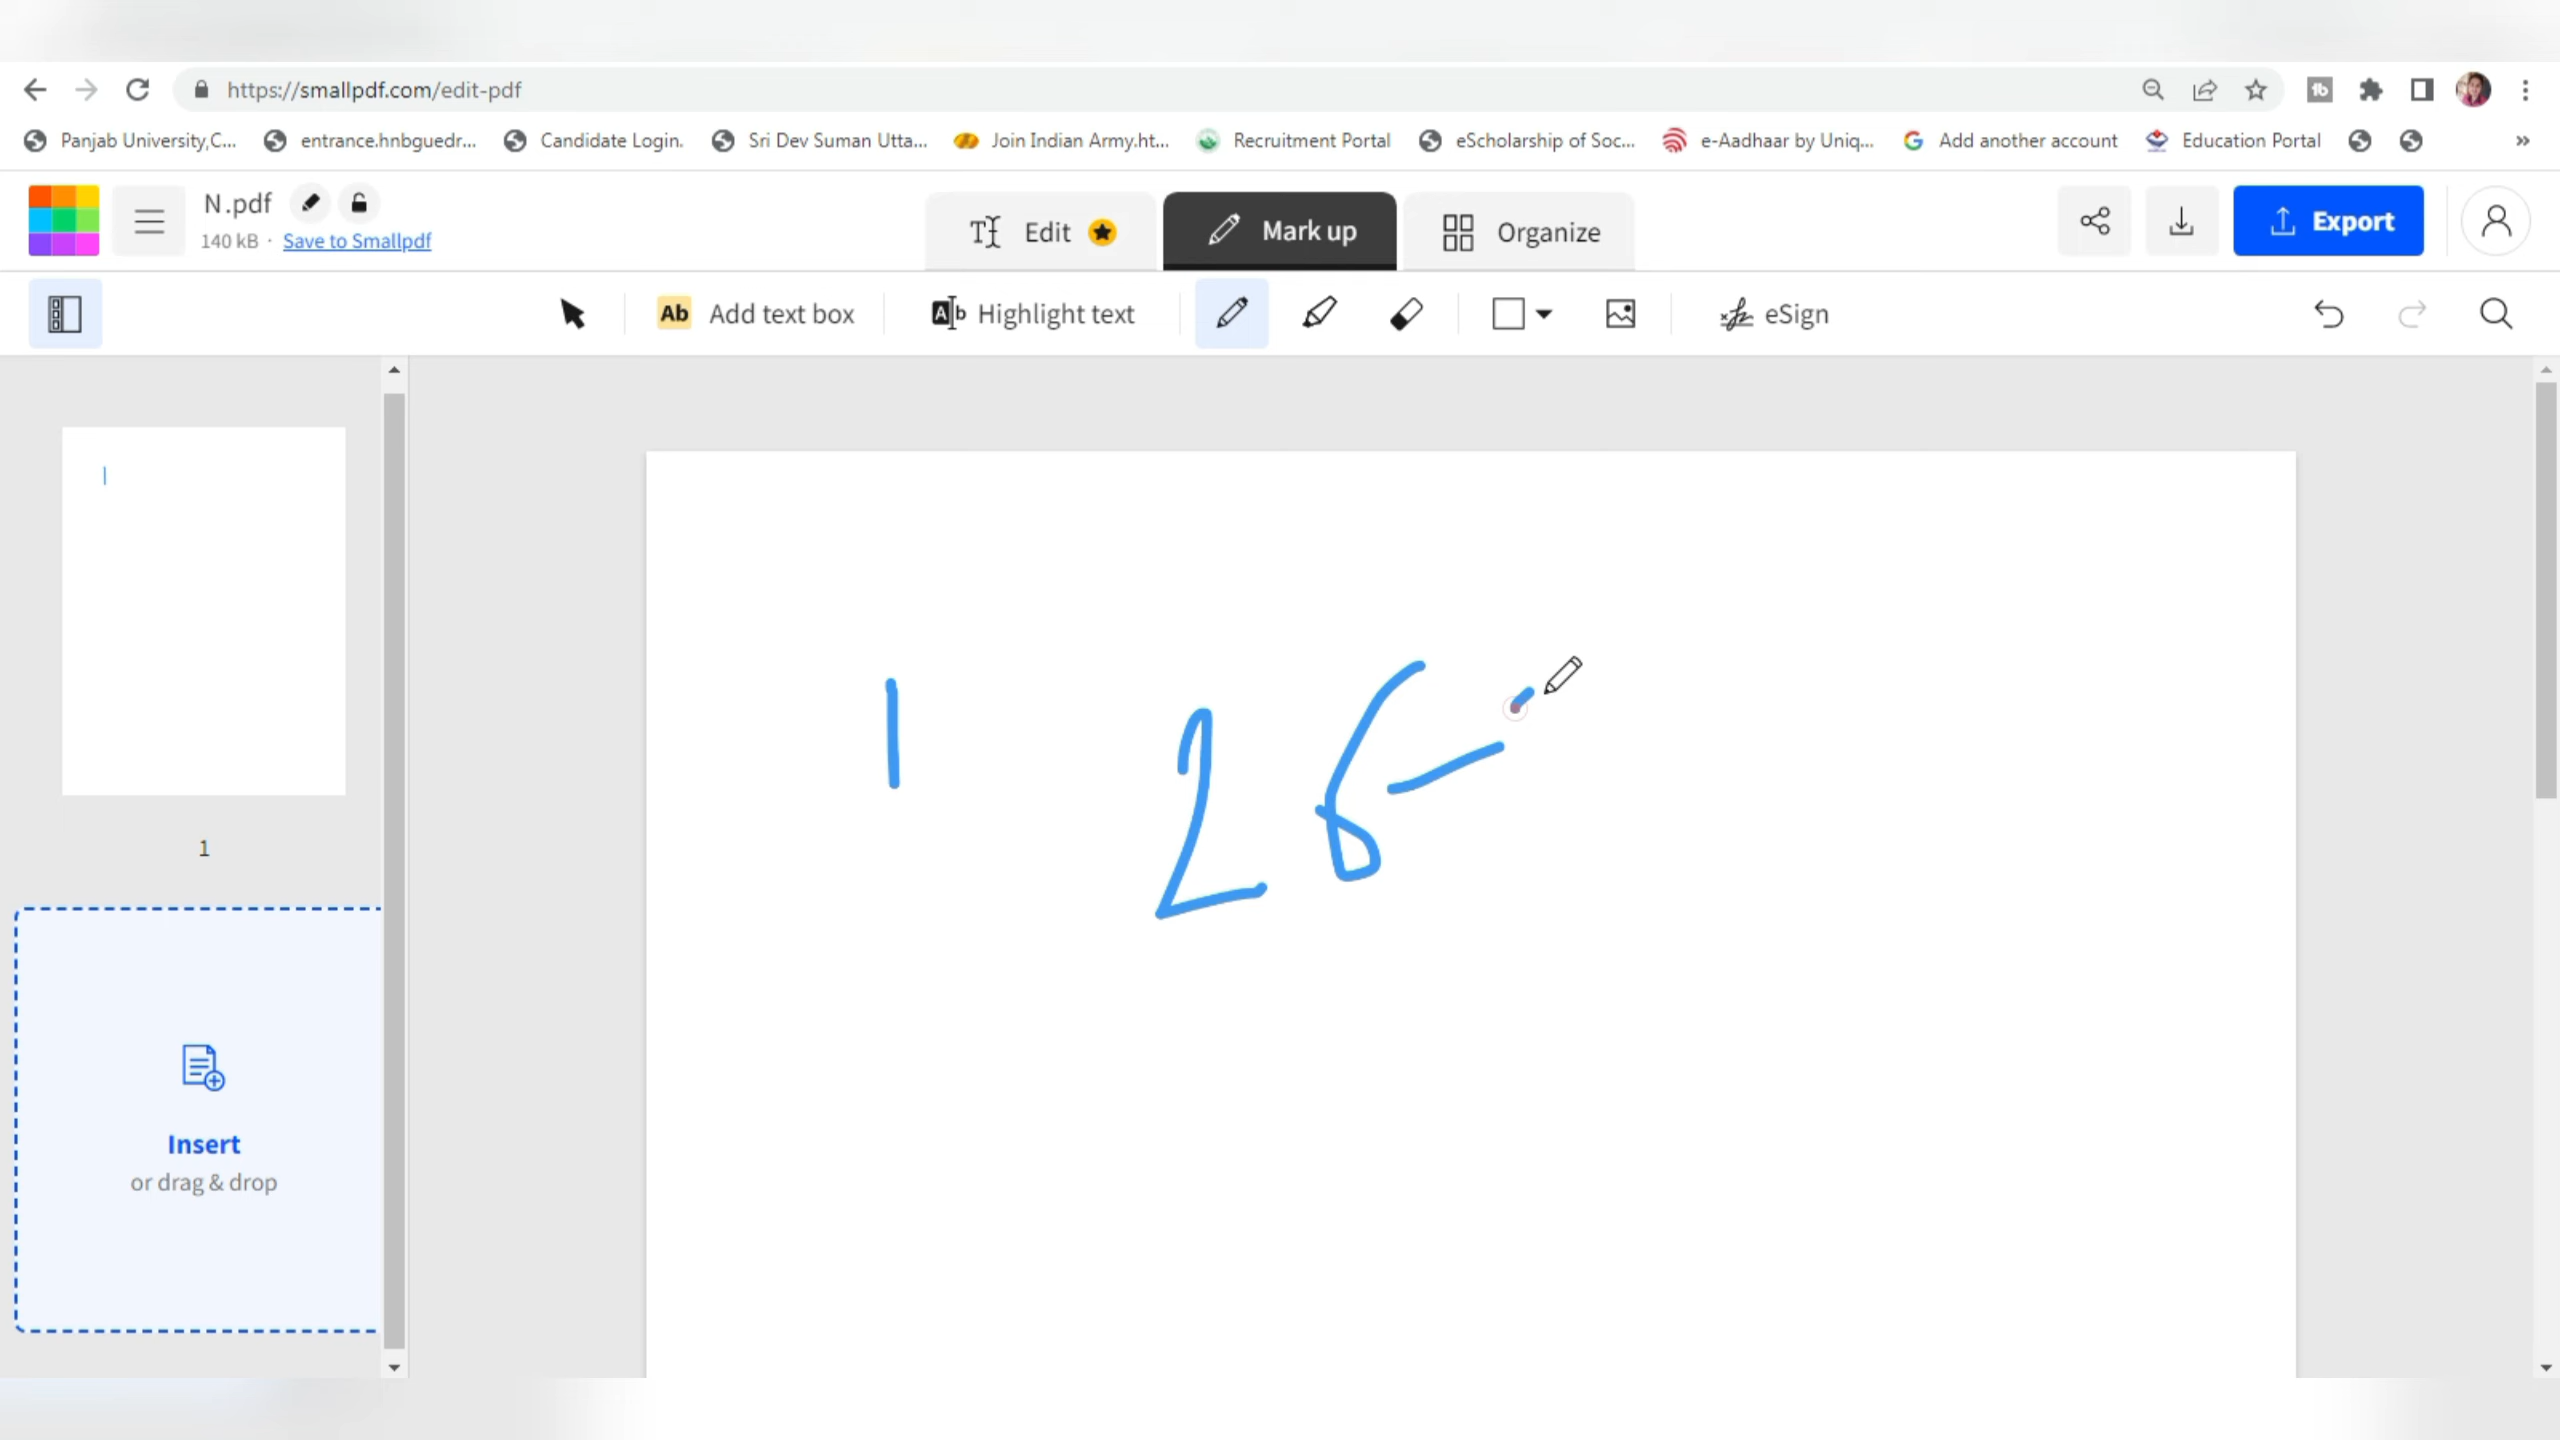 https://smallpdf.com/edit-pdf
Panjab University,C... entrance.hnbguedr... Candidate Login. Sri Dev Suman Utta... Join Indian Army.ht... Recruitment Portal eScholarship of Soc... e-Aadhaar by Uniq... Add another account Education Portal »
N.pdf
140 kB · Save to Smallpdf
Edit Mark up Organize Export
Ab Add text box Highlight text eSign
1 2 6
1
Insert
or drag & drop